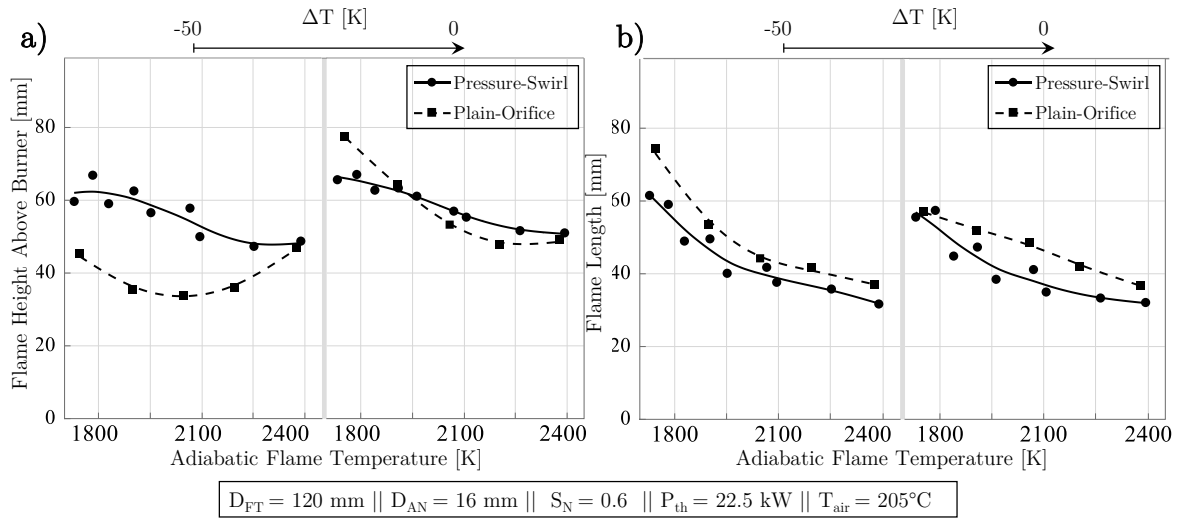 a)
ΔT [K]
-50 0
Flame Height Above Burner [mm]
80
60
40
20
0
Pressure-Swirl
Plain-Orifice
1800 2100 2400 1800 2100 2400
Adiabatic Flame Temperature [K]
b)
ΔT [K]
-50 0
Flame Length [mm]
80
60
40
20
0
Pressure-Swirl
Plain-Orifice
1800 2100 2400 1800 2100 2400
Adiabatic Flame Temperature [K]
D_FT = 120 mm || D_AN = 16 mm || S_N = 0.6 || P_th = 22.5 kW || T_air = 205°C